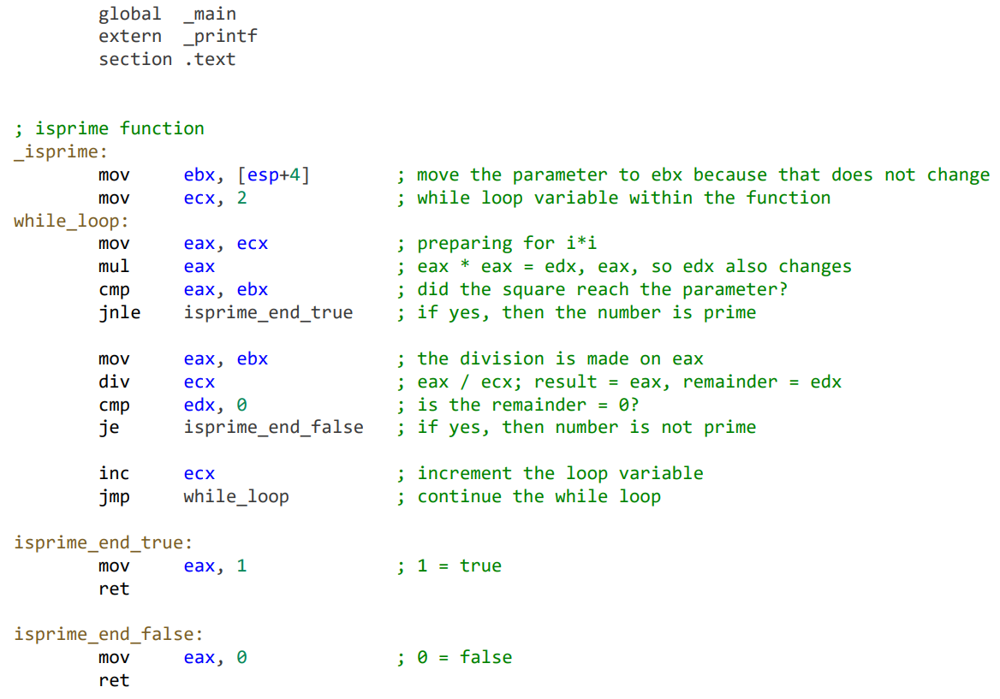 global  _main
extern  _printf
section .text
; isprime function
_isprime:
mov     ebx, [esp+4]        ; move the parameter to ebx because that does not change
mov     ecx, 2              ; while loop variable within the function
while_loop:
mov     eax, ecx            ; preparing for i*i
mul     eax                 ; eax * eax = edx, eax, so edx also changes
cmp     eax, ebx            ; did the square reach the parameter?
jnle    isprime_end_true    ; if yes, then the number is prime
mov     eax, ebx            ; the division is made on eax
div     ecx                 ; eax / ecx; result = eax, remainder = edx
cmp     edx, 0              ; is the remainder = 0?
je      isprime_end_false   ; if yes, then number is not prime
inc     ecx                 ; increment the loop variable
jmp     while_loop          ; continue the while loop
isprime_end_true:
mov     eax, 1              ; 1 = true
ret
isprime_end_false:
mov     eax, 0              ; 0 = false
ret